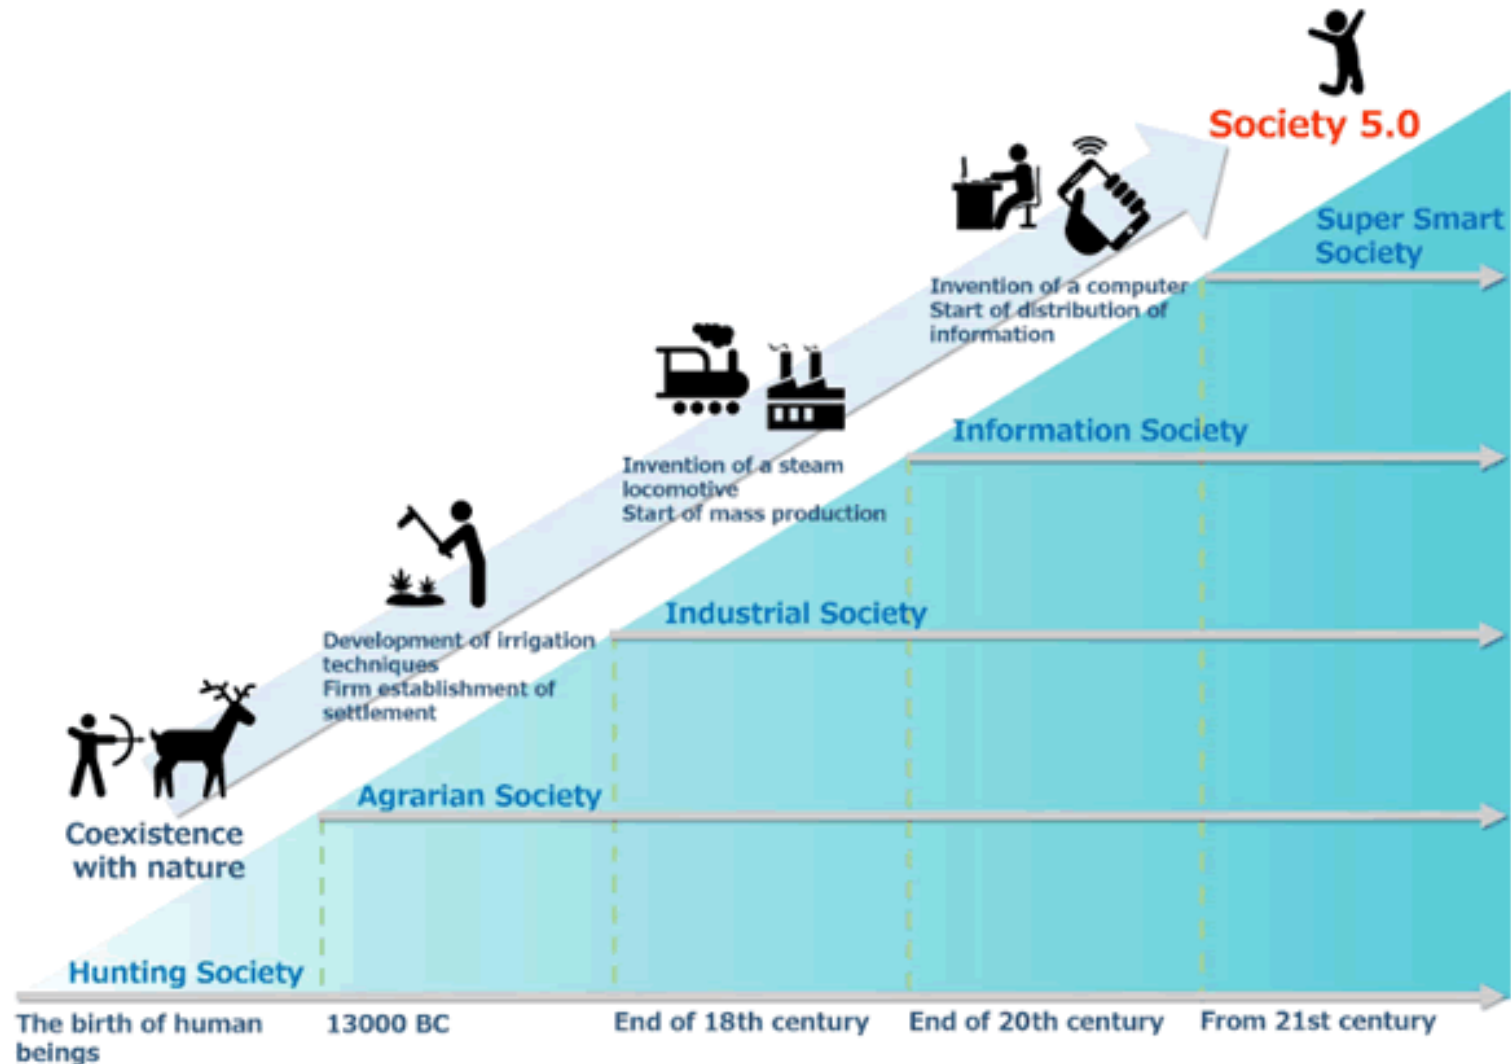 Society 5.0
Super Smart
Society
Invention of a computer
Start of distribution of
information
Information Society
Invention of a steam
locomotive
Start of mass production
Industrial Society
Development of irrigation
techniques
Firm establishment of
settlement
Agrarian Society
Coexistence
with nature
Hunting Society
The birth of human
beings
13000 BC
End of 18th century
End of 20th century
From 21st century